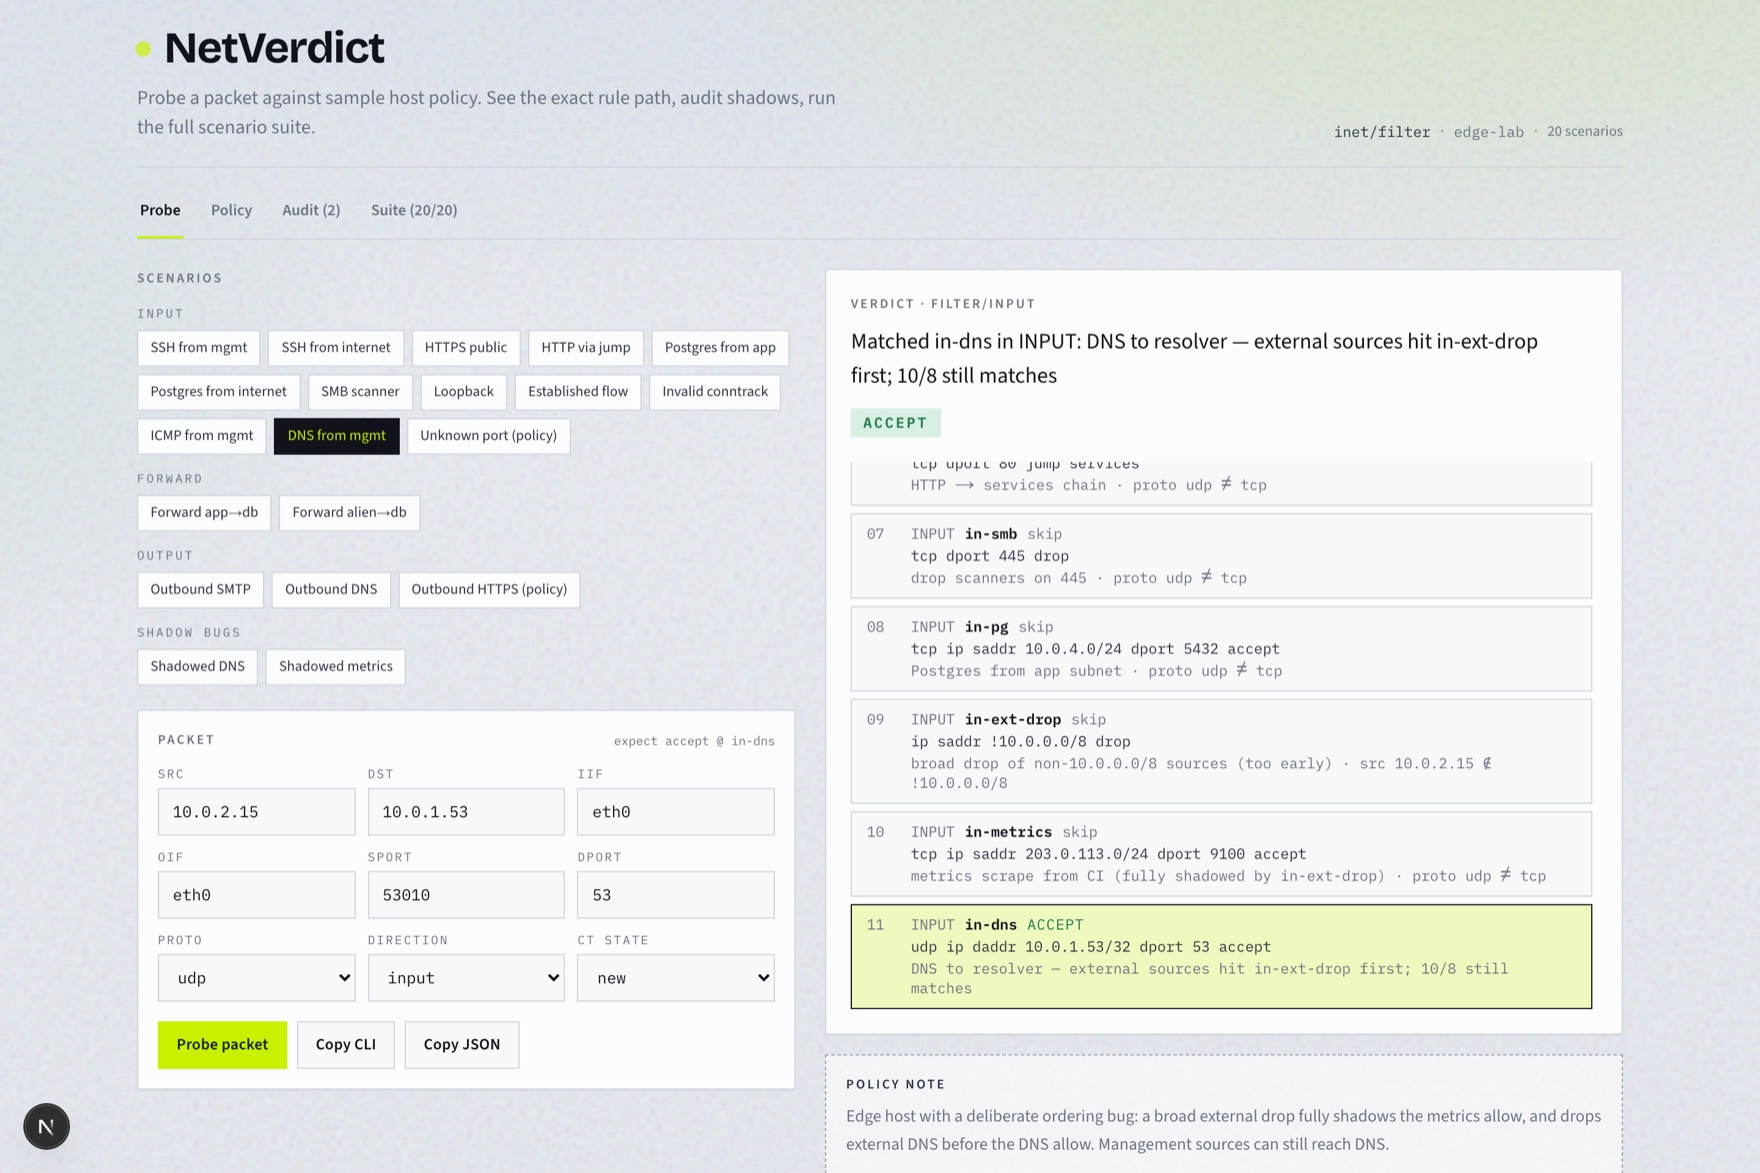 NetVerdict
Probe a packet against sample host policy. See the exact rule path, audit shadows, run
the full scenario suite.
inet/filter · edge-lab · 20 scenarios
Probe Policy Audit (2) Suite (20/20)
SCENARIOS
INPUT
SSH from mgmt SSH from internet HTTPS public HTTP via jump Postgres from app
Postgres from internet SMB scanner Loopback Established flow Invalid conntrack
ICMP from mgmt DNS from mgmt Unknown port (policy)
FORWARD
Forward app→db Forward alien→db
OUTPUT
Outbound SMTP Outbound DNS Outbound HTTPS (policy)
SHADOW BUGS
Shadowed DNS Shadowed metrics
PACKET expect accept @ in-dns
SRC DST IIF
10.0.2.15 10.0.1.53 eth0
OIF SPORT DPORT
eth0 53010 53
PROTO DIRECTION CT STATE
udp input new
Probe packet Copy CLI Copy JSON
N
VERDICT · FILTER/INPUT
Matched in-dns in INPUT: DNS to resolver — external sources hit in-ext-drop
first; 10/8 still matches
ACCEPT
tcp dport 80 jump services
HTTP → services chain · proto udp ≠ tcp
07 INPUT in-smb skip
tcp dport 445 drop
drop scanners on 445 · proto udp ≠ tcp
08 INPUT in-pg skip
tcp ip saddr 10.0.4.0/24 dport 5432 accept
Postgres from app subnet · proto udp ≠ tcp
09 INPUT in-ext-drop skip
ip saddr !10.0.0.0/8 drop
broad drop of non-10.0.0.0/8 sources (too early) · src 10.0.2.15 ∉
!10.0.0.0/8
10 INPUT in-metrics skip
tcp ip saddr 203.0.113.0/24 dport 9100 accept
metrics scrape from CI (fully shadowed by in-ext-drop) · proto udp ≠ tcp
11 INPUT in-dns ACCEPT
udp ip daddr 10.0.1.53/32 dport 53 accept
DNS to resolver — external sources hit in-ext-drop first; 10/8 still
matches
POLICY NOTE
Edge host with a deliberate ordering bug: a broad external drop fully shadows the metrics allow, and drops
external DNS before the DNS allow. Management sources can still reach DNS.